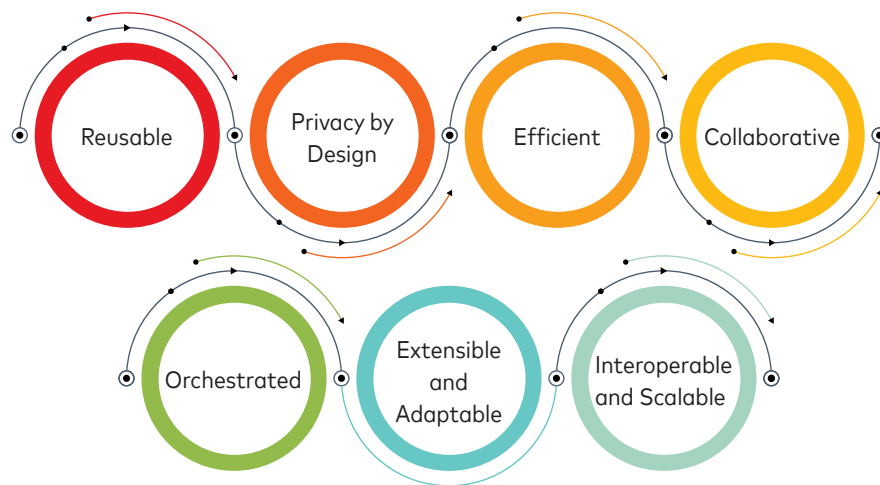 Reusable
Privacy by
Design
Efficient
Collaborative
Orchestrated
Extensible
and
Adaptable
Interoperable
and Scalable